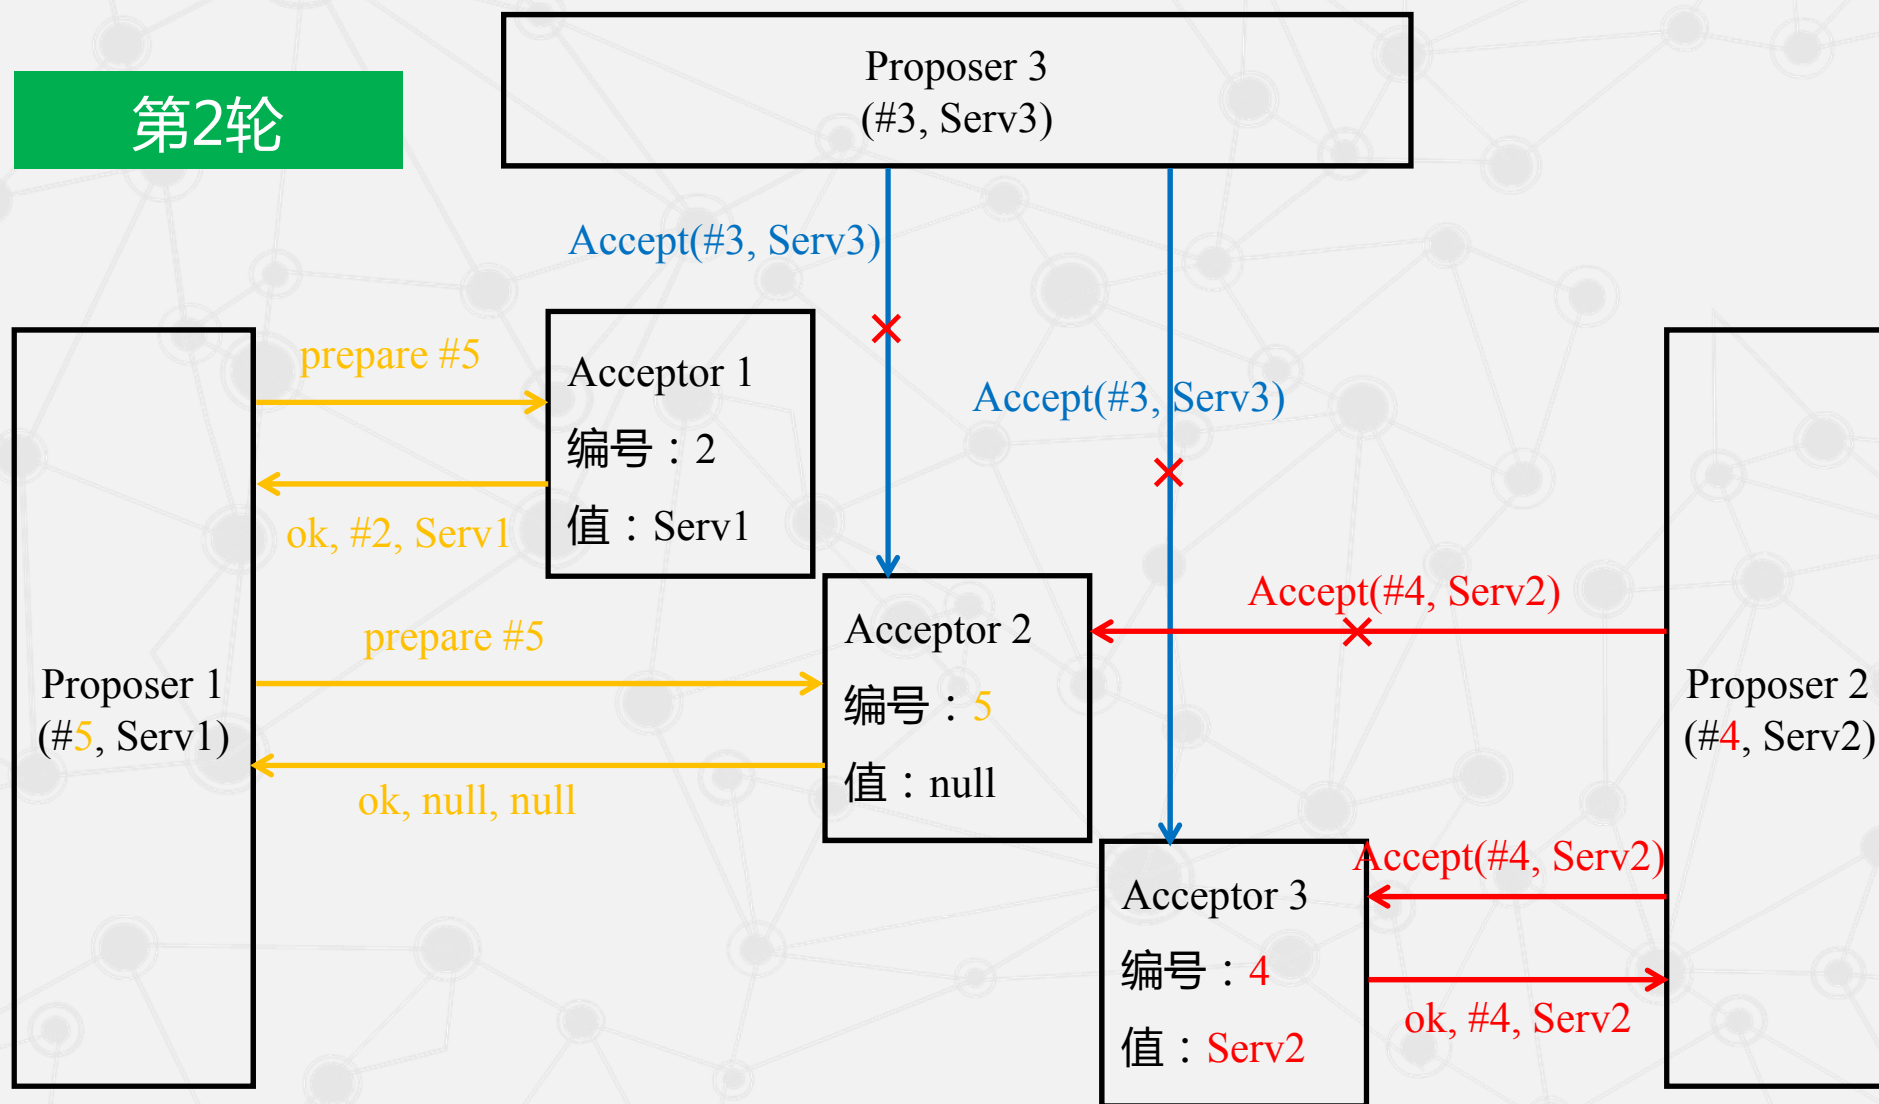 第2轮
Proposer 3
(#3, Serv3)
Accept(#3, Serv3)
Accept(#3, Serv3)
prepare #5
ok, #2, Serv1
Acceptor 1
编号：2
值：Serv1
prepare #5
ok, null, null
Proposer 1
(#5, Serv1)
Acceptor 2
编号：5
值：null
Accept(#4, Serv2)
Proposer 2
(#4, Serv2)
Accept(#4, Serv2)
Acceptor 3
编号：4
值：Serv2
ok, #4, Serv2